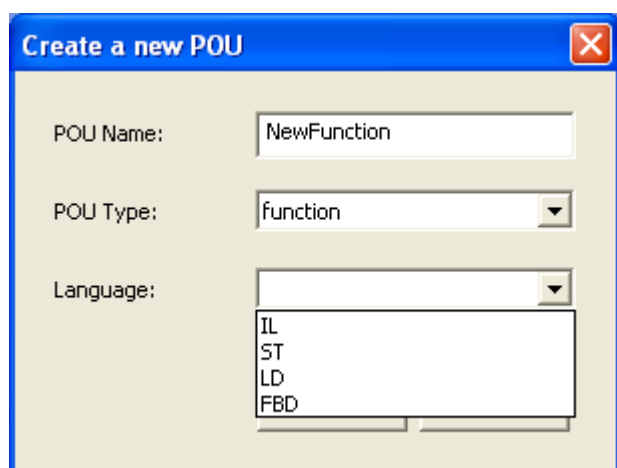 Create a new POU
POU Name: NewFunction
POU Type: function
Language:
IL
ST
LD
FBD